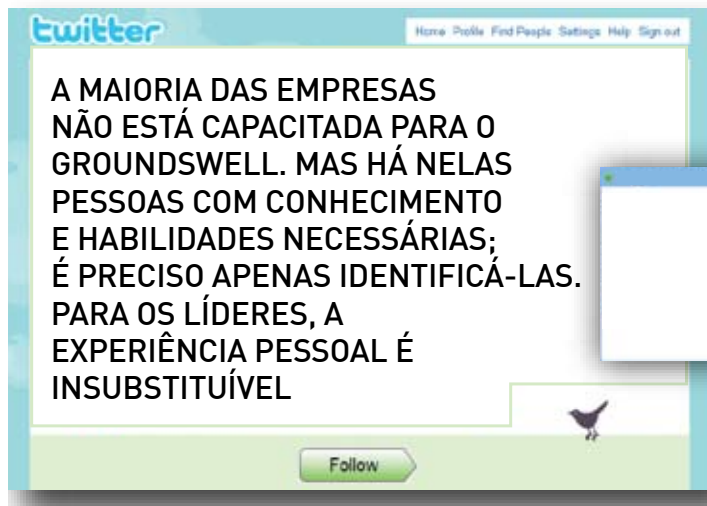 twitter
Home Profile Find People Settings Help Sign out
A MAIORIA DAS EMPRESAS
NÃO ESTÁ CAPACITADA PARA O
GROUNDSWELL. MAS HÁ NELAS
PESSOAS COM CONHECIMENTO
E HABILIDADES NECESSÁRIAS;
É PRECISO APENAS IDENTIFICÁ-LAS.
PARA OS LÍDERES, A
EXPERIÊNCIA PESSOAL É
INSUBSTITUÍVEL
Follow